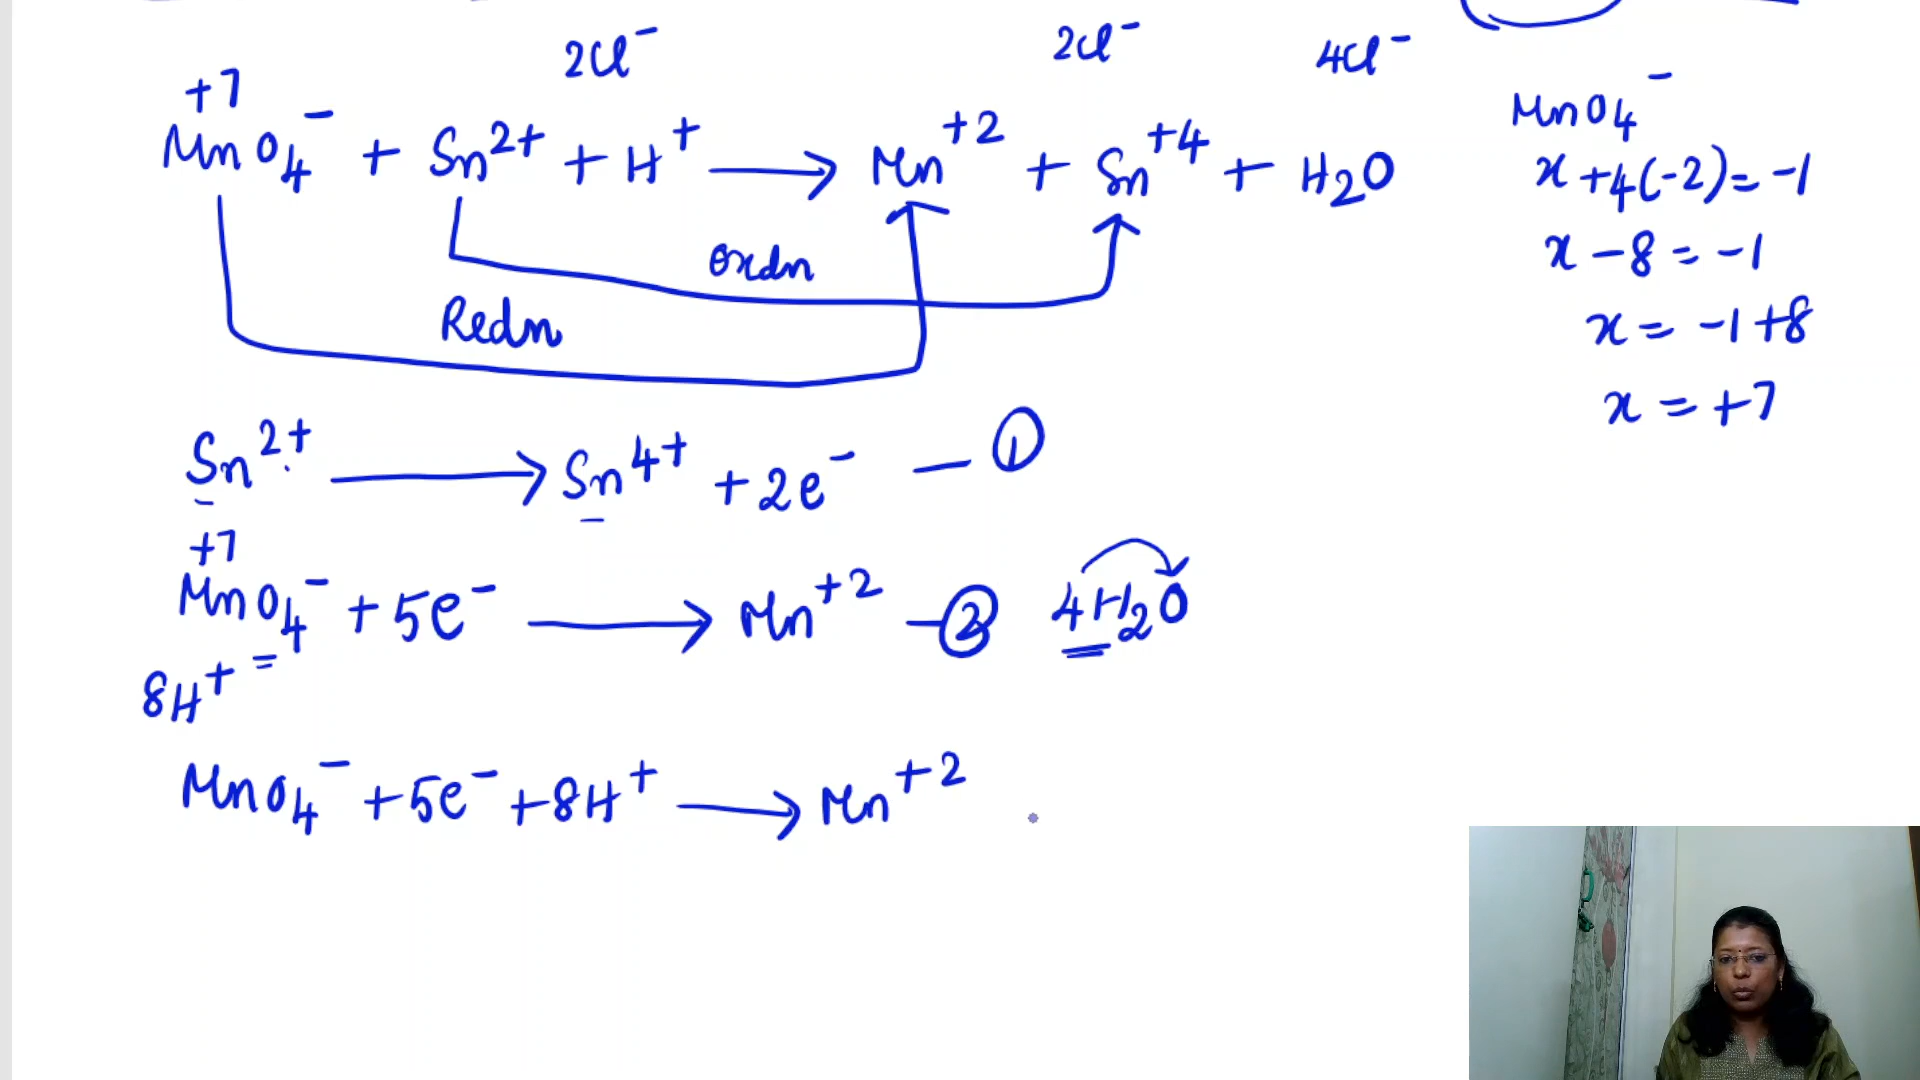 2Cl⁻ 2Cl⁻ 4Cl⁻
+7
MnO₄⁻ + Sn²⁺ + H⁺ → Mn⁺² + Sn⁺⁴ + H₂O
Oxdn
Redn
MnO₄⁻
x + 4(-2) = -1
x - 8 = -1
x = -1 + 8
x = +7
Sn²⁺ → Sn⁴⁺ + 2e⁻ — ①
+7
MnO₄⁻ + 5e⁻ → Mn⁺² — ② 4H₂O
8H⁺ =
MnO₄⁻ + 5e⁻ + 8H⁺ → Mn⁺²